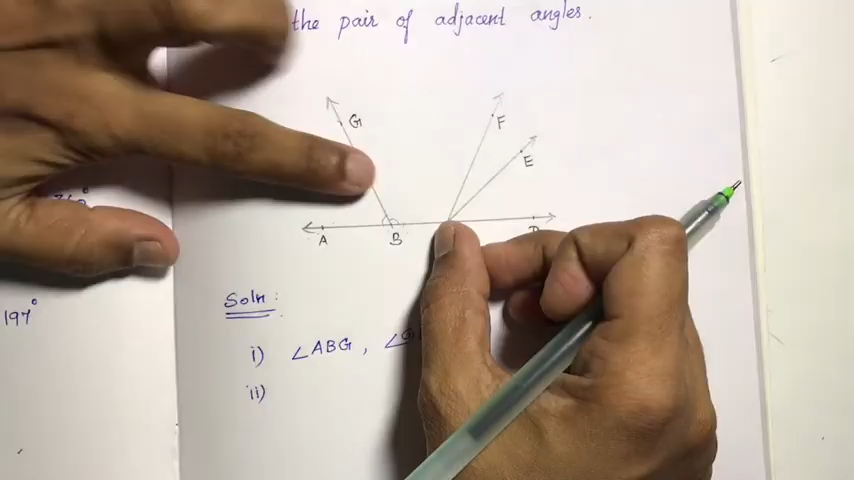 the pair of adjacent angles.
G
F
E
A
B
D
Soln :
197°
i) ∠ABG ,
ii)